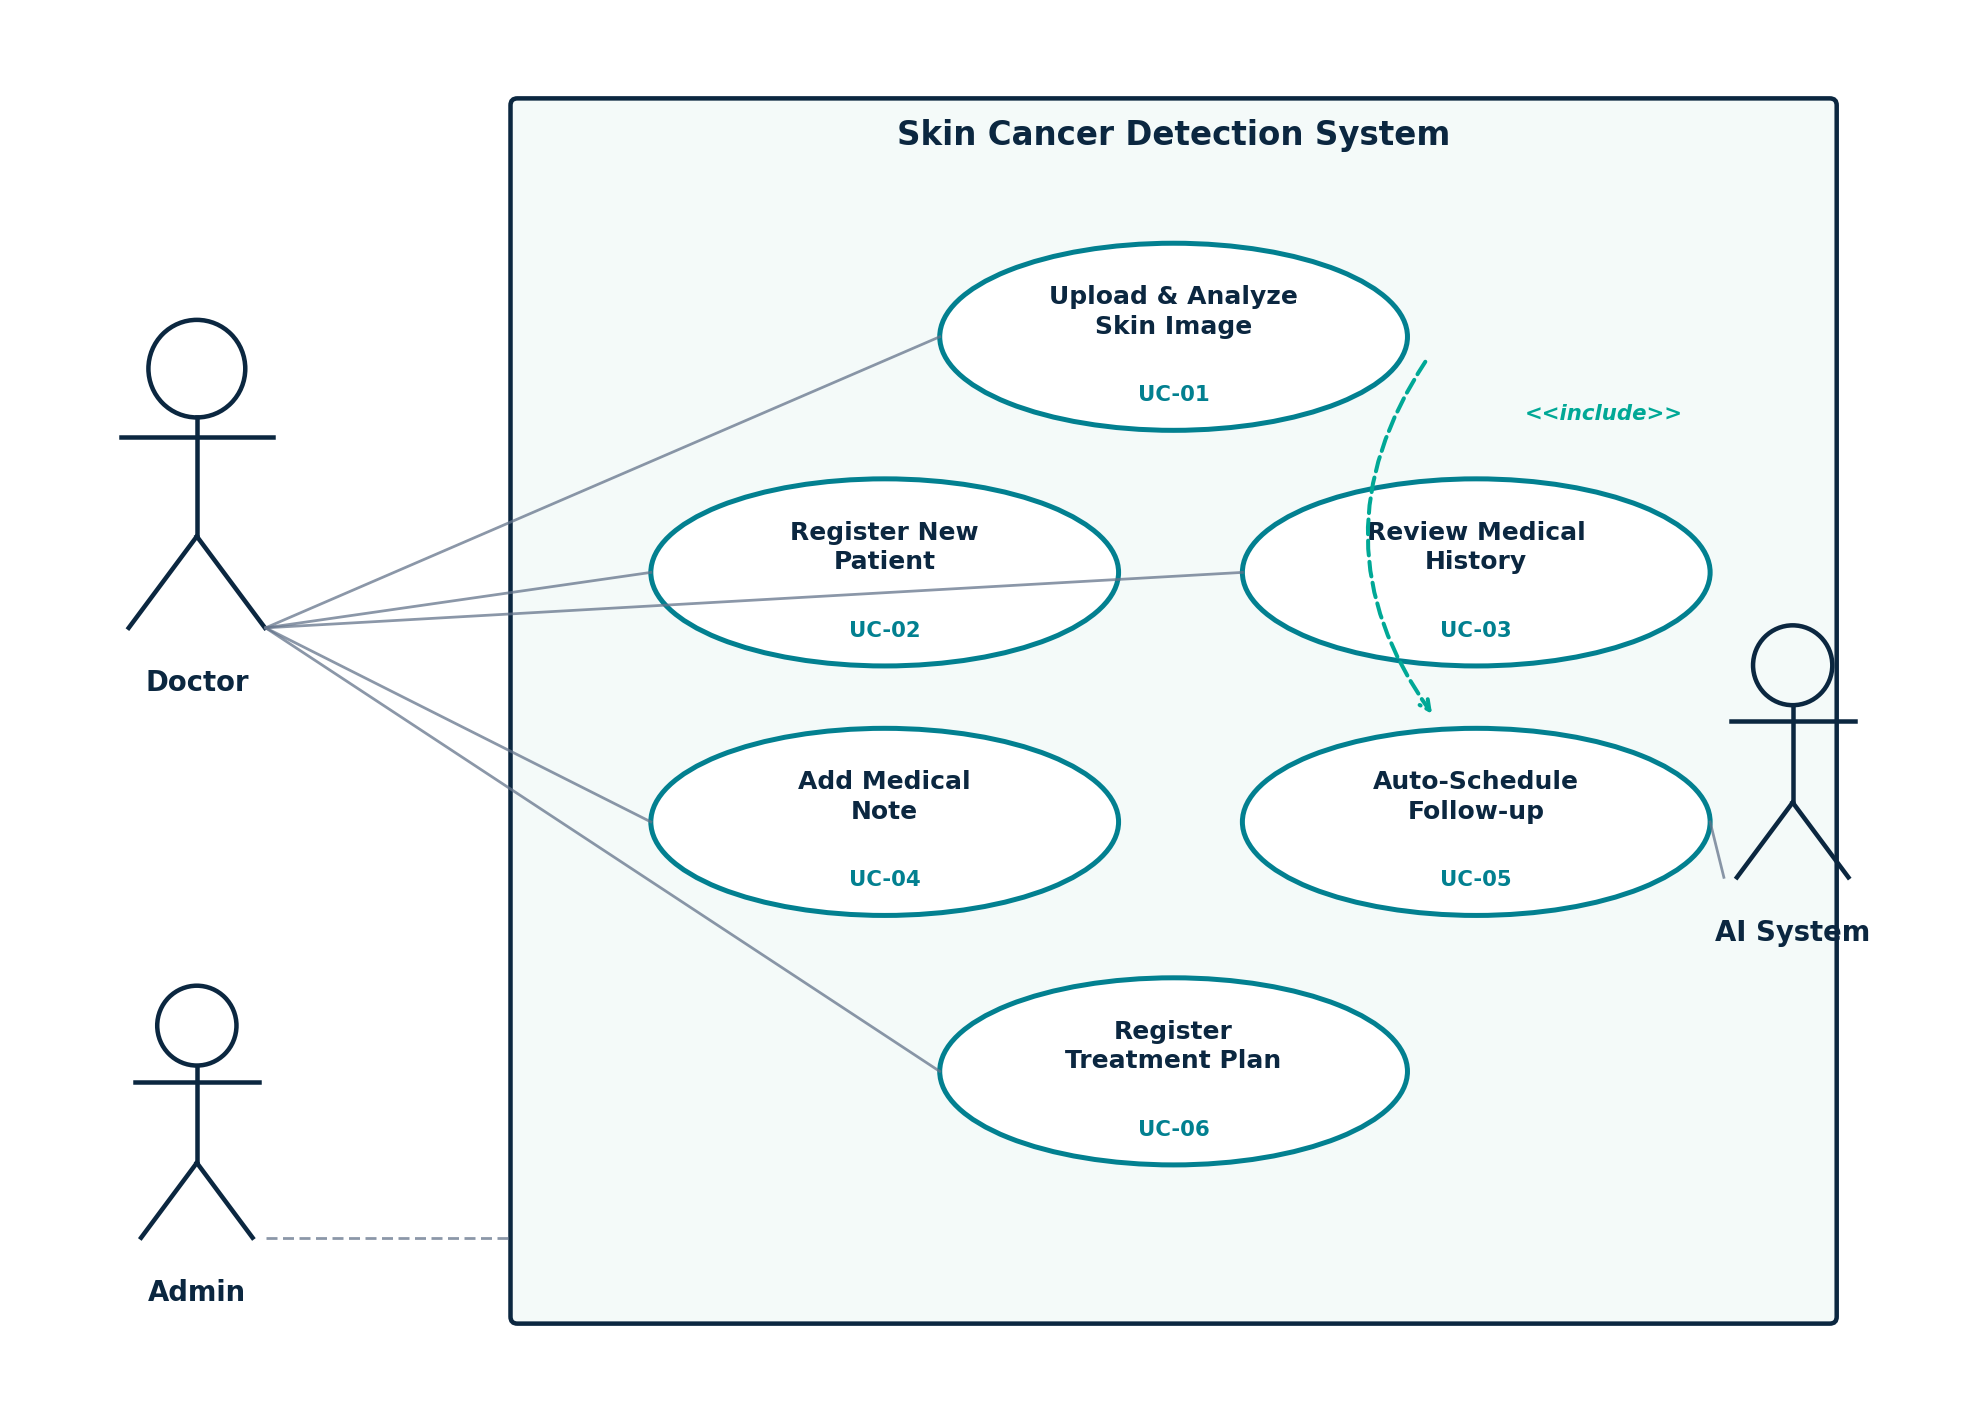 Skin Cancer Detection System
Upload & Analyze
Skin Image
UC-01
<<include>>
Register New
Patient
UC-02
Review Medical
History
UC-03
Doctor
Add Medical
Note
UC-04
Auto-Schedule
Follow-up
UC-05
AI System
Register
Treatment Plan
UC-06
Admin